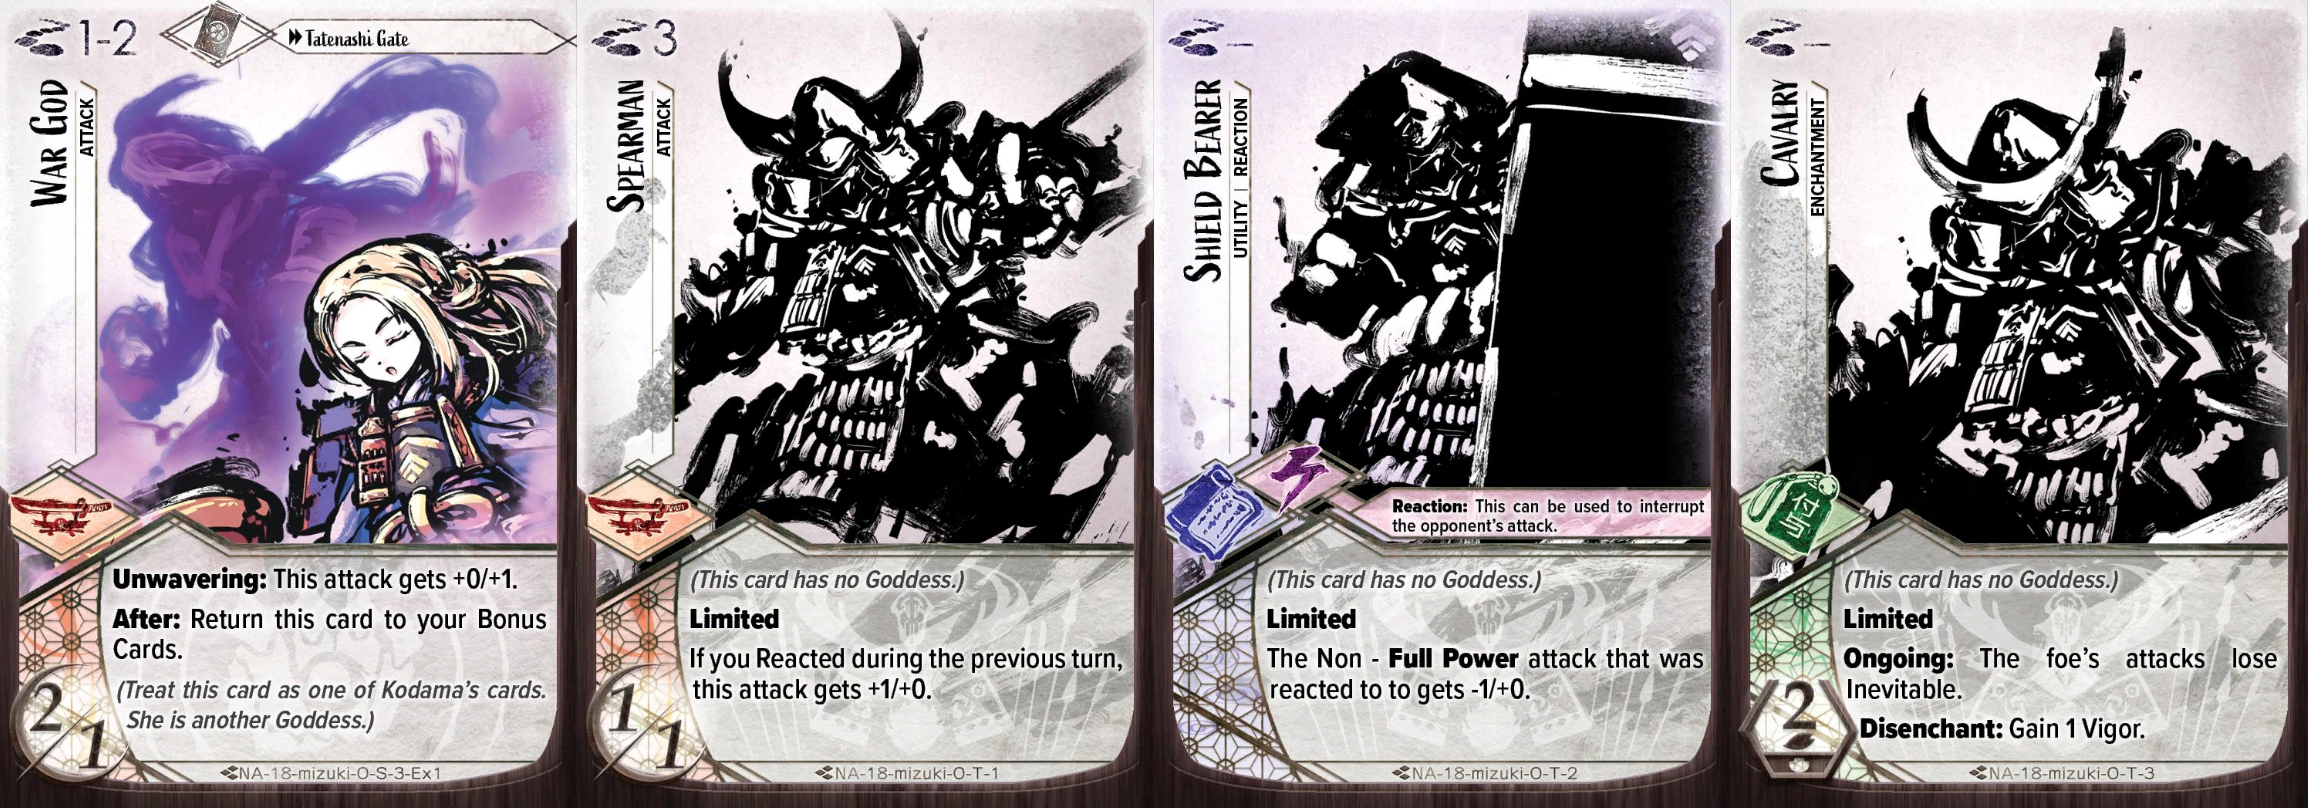 1-2
Tatenashi Gate
War God
ATTACK
Unwavering: This attack gets +0/+1.
After: Return this card to your Bonus
Cards.
(Treat this card as one of Kodama's cards.
She is another Goddess.)
2/1
NA-18-mizuki-O-S-3-Ex1
3
Spearman
ATTACK
(This card has no Goddess.)
Limited
If you Reacted during the previous turn,
this attack gets +1/+0.
1/1
NA-18-mizuki-O-T-1
-
Shield Bearer
UTILITY | REACTION
Reaction: This can be used to interrupt
the opponent's attack.
(This card has no Goddess.)
Limited
The Non - Full Power attack that was
reacted to to gets -1/+0.
NA-18-mizuki-O-T-2
-
Cavalry
ENCHANTMENT
付与
(This card has no Goddess.)
Limited
Ongoing: The foe's attacks lose
Inevitable.
Disenchant: Gain 1 Vigor.
2
NA-18-mizuki-O-T-3